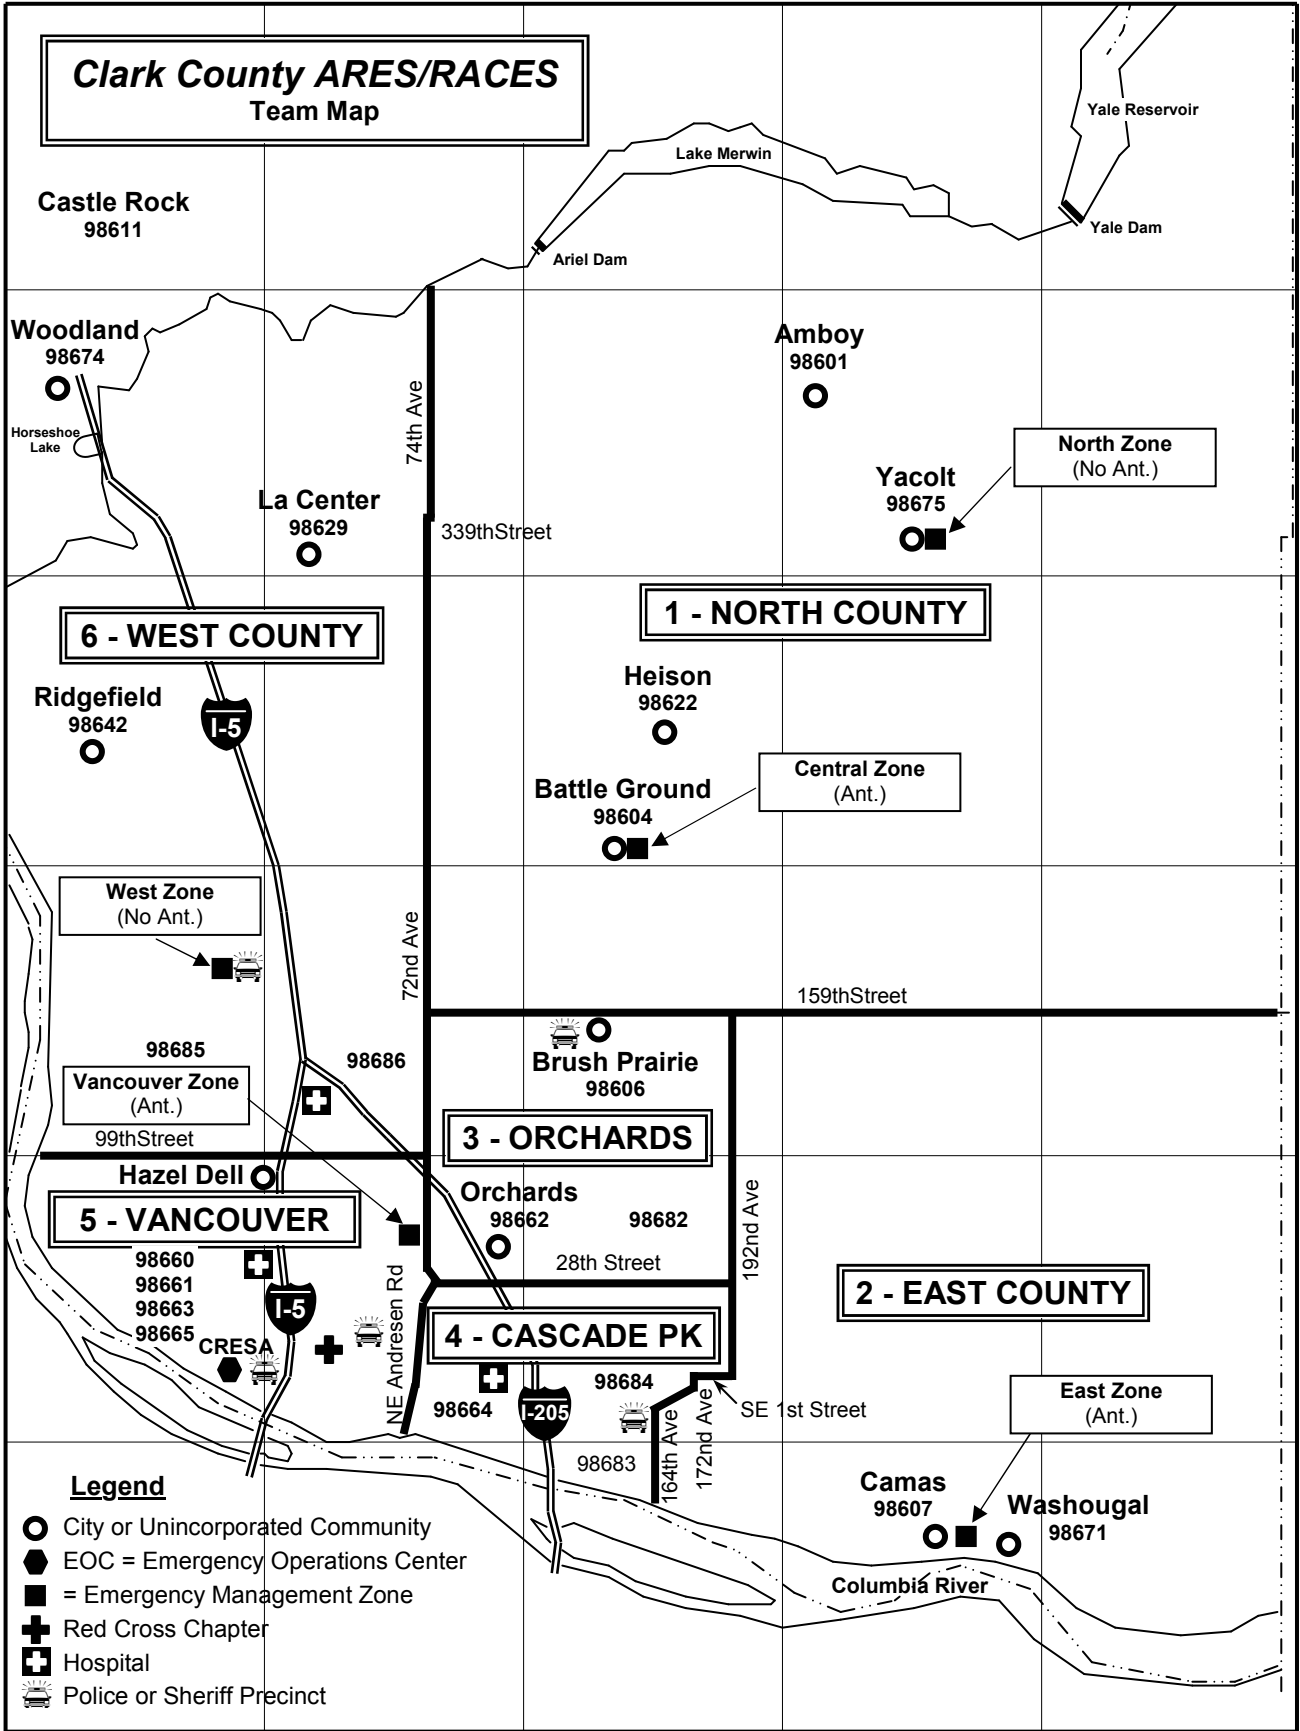 Clark County ARES/RACES
Team Map
Yale Reservoir
Lake Merwin
Castle Rock
98611
Yale Dam
Ariel Dam
Woodland
98674
Amboy
98601
74th Ave
Horseshoe
Lake
North Zone
(No Ant.)
Yacolt
98675
La Center
98629
339thStreet
1 - NORTH COUNTY
6 - WEST COUNTY
Heison
98622
Ridgefield
98642
I-5
Central Zone
(Ant.)
Battle Ground
98604
West Zone
(No Ant.)
72nd Ave
159thStreet
98685
98686
Brush Prairie
98606
Vancouver Zone
(Ant.)
3 - ORCHARDS
99thStreet
Hazel Dell
Orchards
98662
98682
192nd Ave
5 - VANCOUVER
98660
98661
98663
98665
28th Street
NE Andresen Rd
2 - EAST COUNTY
I-5
4 - CASCADE PK
CRESA
98684
98664
I-205
SE 1st Street
East Zone
(Ant.)
164th Ave
172nd Ave
98683
Camas
98607
Washougal
98671
Columbia River
Legend
City or Unincorporated Community
EOC = Emergency Operations Center
= Emergency Management Zone
Red Cross Chapter
Hospital
Police or Sheriff Precinct